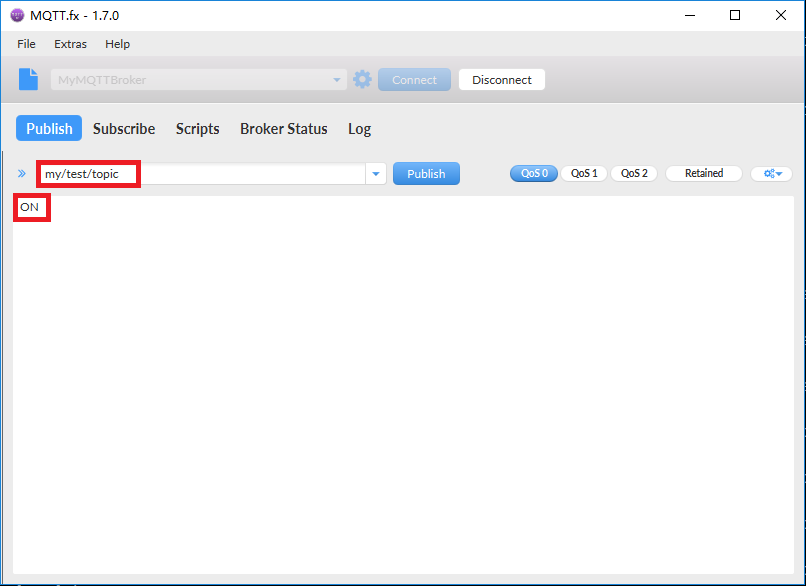 MQTT.fx - 1.7.0
File Extras Help
MyMQTTBroker Connect Disconnect
Publish Subscribe Scripts Broker Status Log
my/test/topic Publish QoS 0 QoS 1 QoS 2 Retained
ON